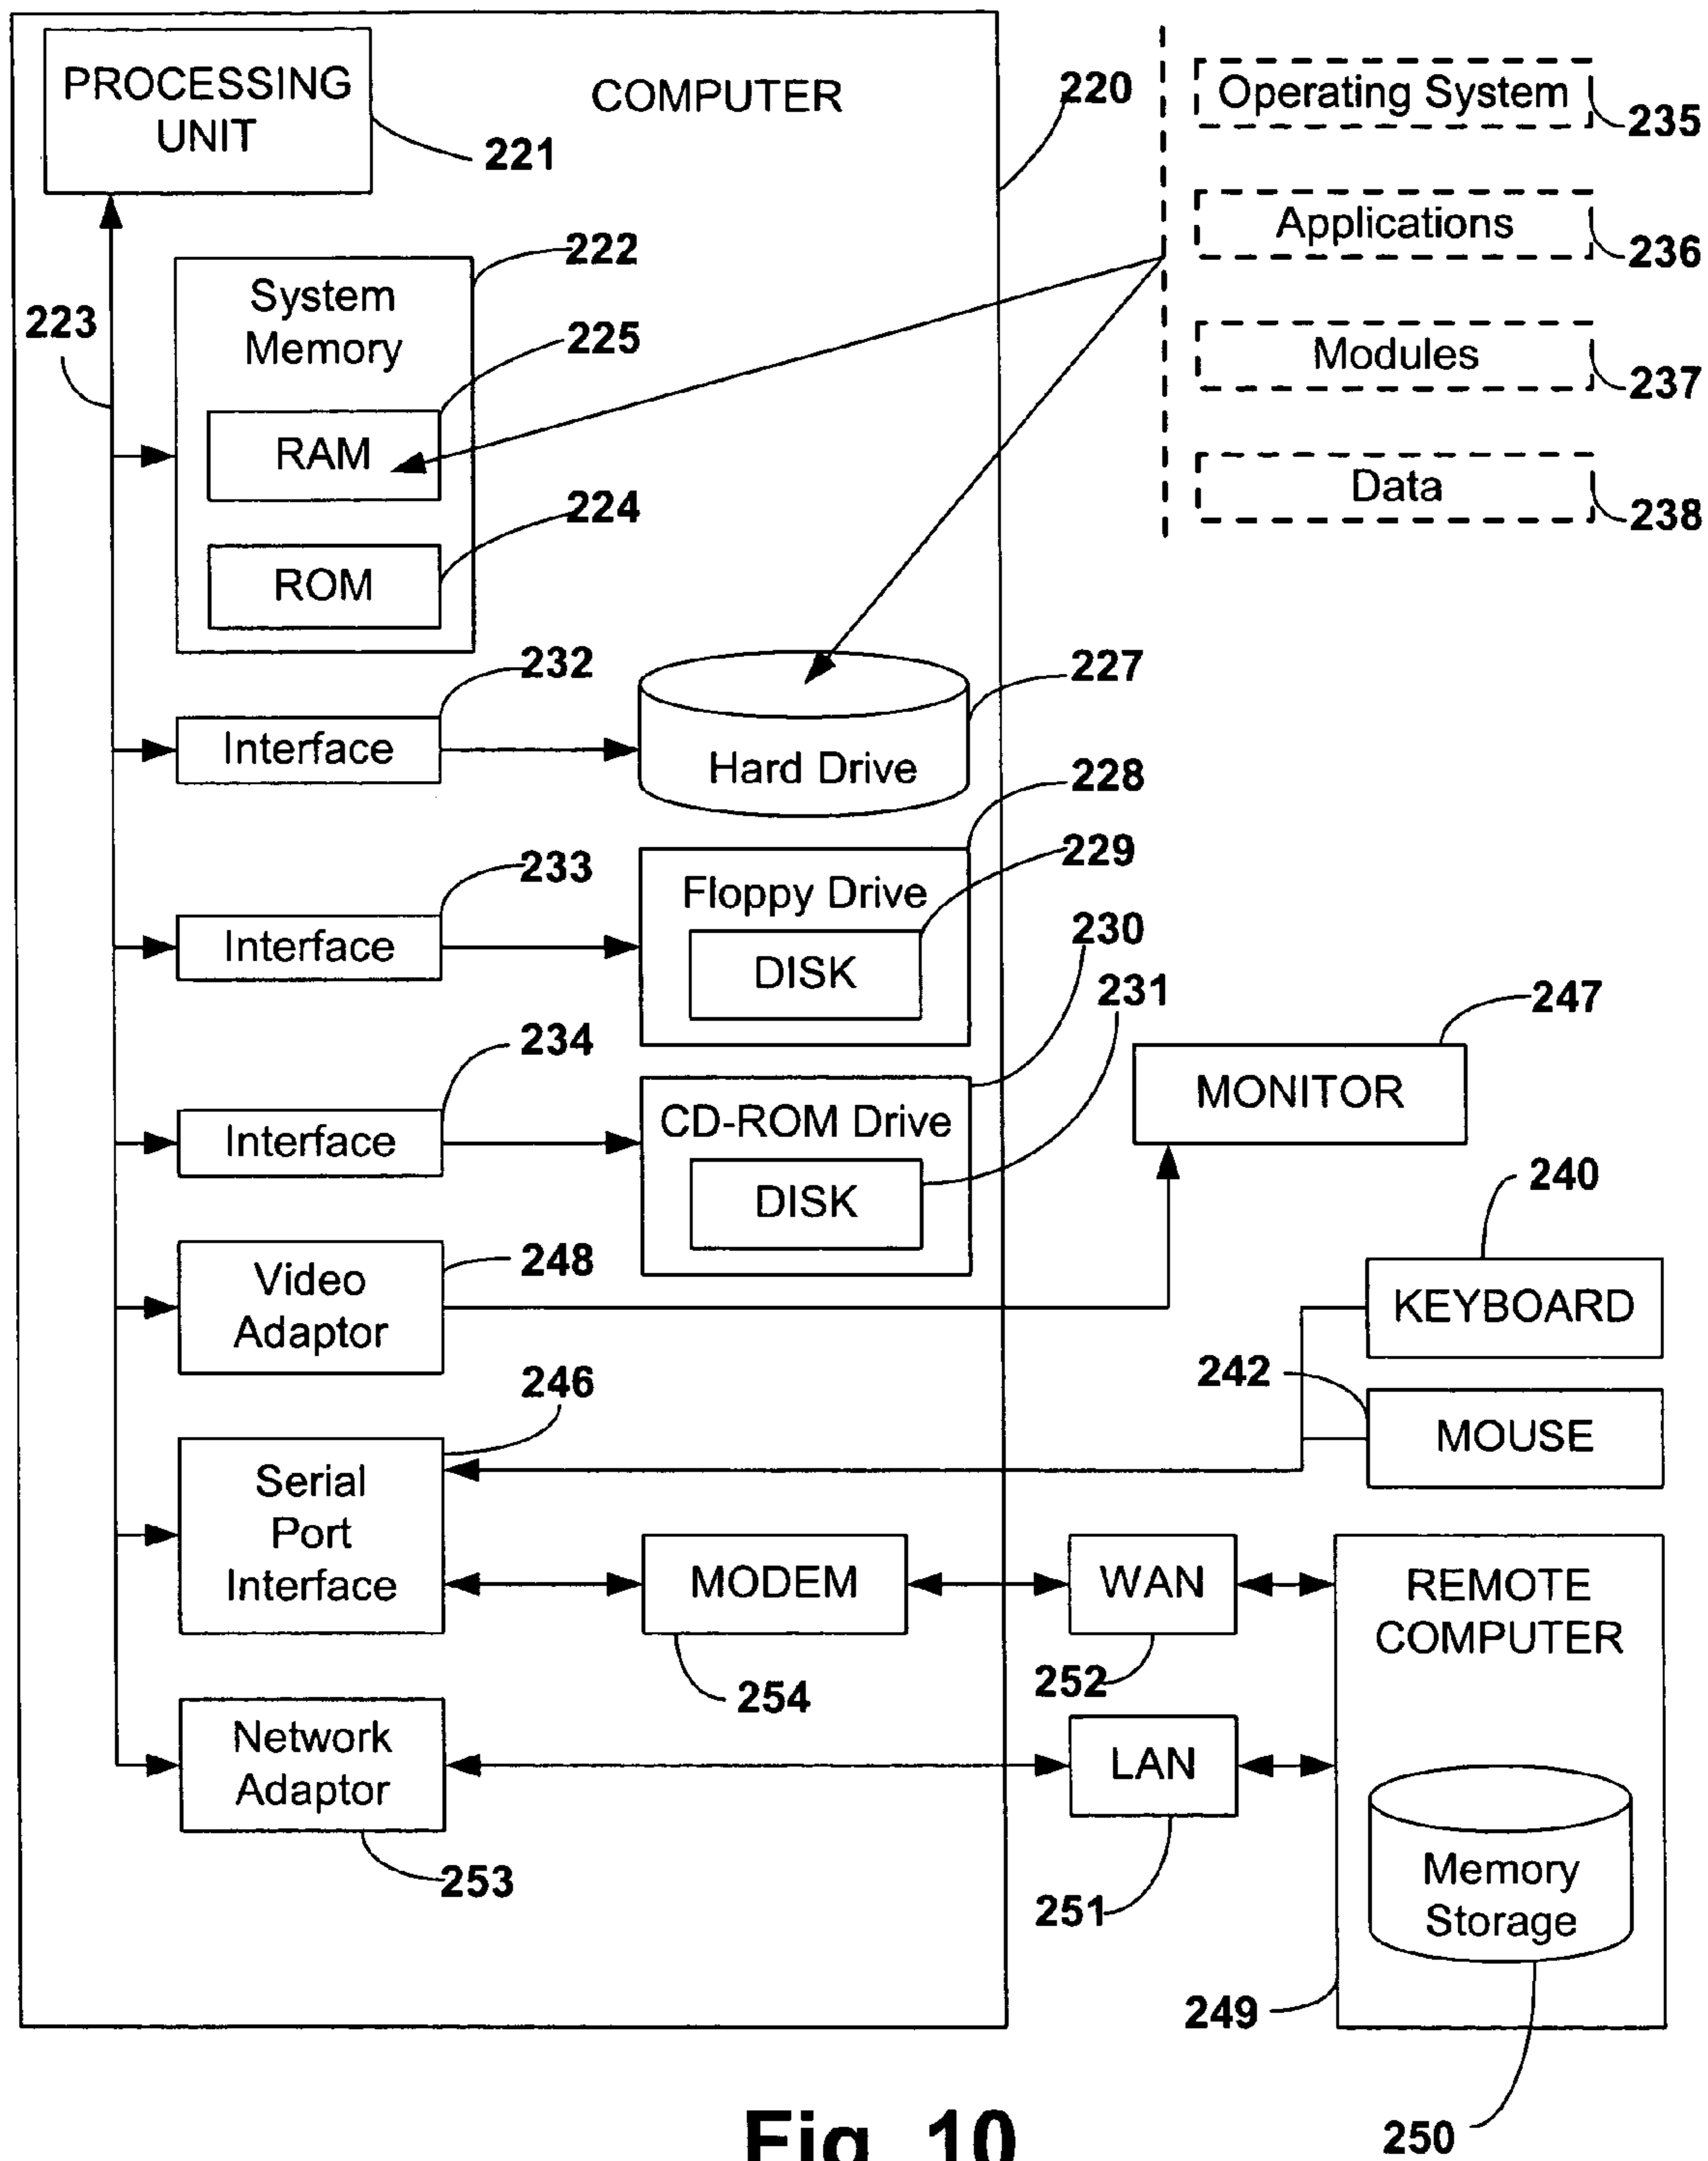 PROCESSING
UNIT
COMPUTER
220
221
Operating System
235
Applications
236
Modules
237
Data
238
222
System
Memory
223
225
RAM
224
ROM
232
Interface
227
Hard Drive
228
233
Interface
229
Floppy Drive
DISK
230
231
234
Interface
CD-ROM Drive
DISK
247
MONITOR
248
Video
Adaptor
240
KEYBOARD
242
MOUSE
246
Serial
Port
Interface
MODEM
254
WAN
252
REMOTE
COMPUTER
Network
Adaptor
253
LAN
251
Memory
Storage
249
250
Fig. 10